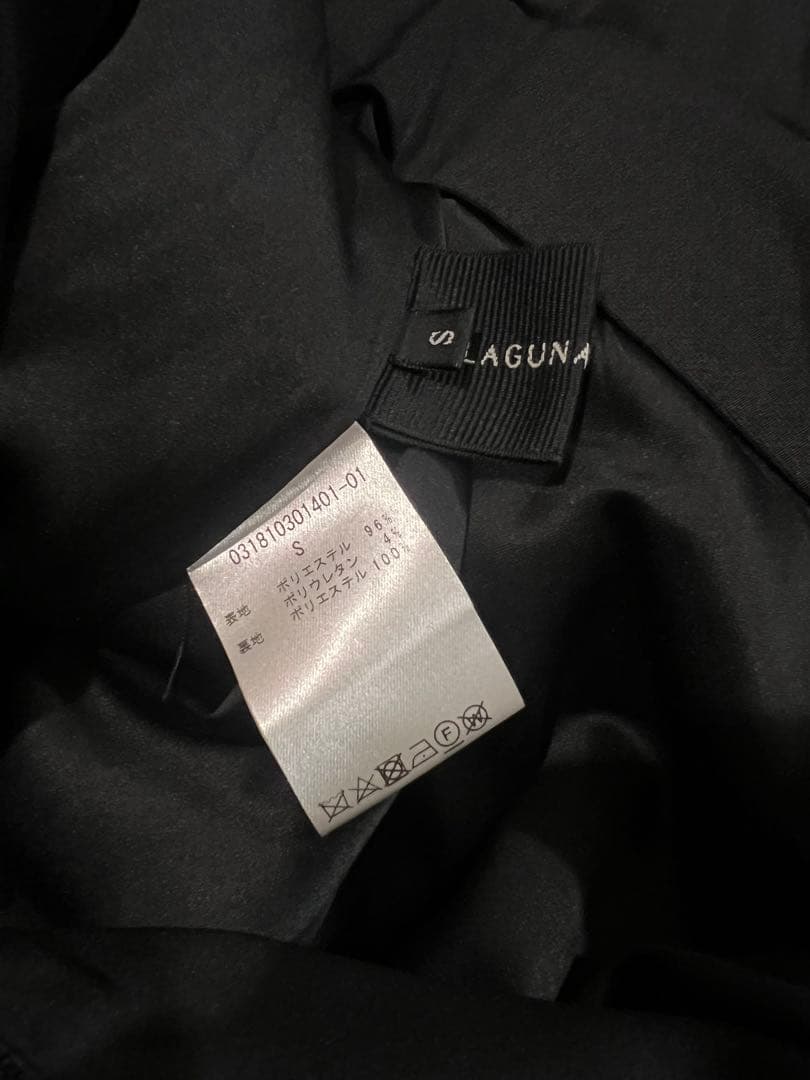 S
LAGUNA
031810301401-01
S
表地 ポリエステル 96%
ポリウレタン 4%
裏地 ポリエステル 100%
F
W